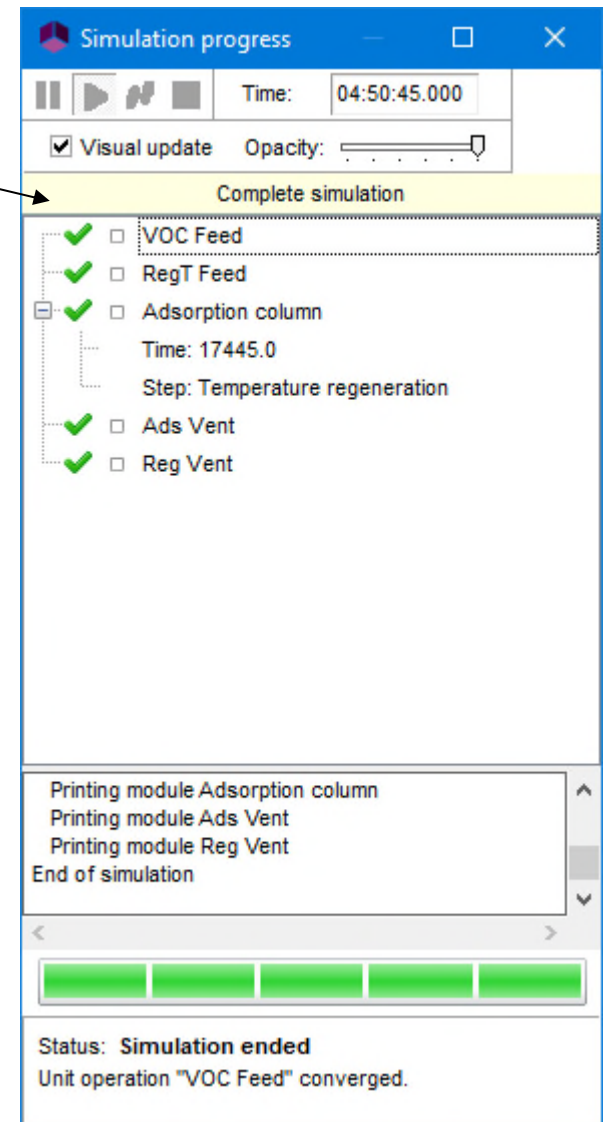 Simulation progress
Time: 04:50:45.000
Visual update Opacity:
Complete simulation
VOC Feed
RegT Feed
Adsorption column
Time: 17445.0
Step: Temperature regeneration
Ads Vent
Reg Vent
Printing module Adsorption column
Printing module Ads Vent
Printing module Reg Vent
End of simulation
Status: Simulation ended
Unit operation "VOC Feed" converged.